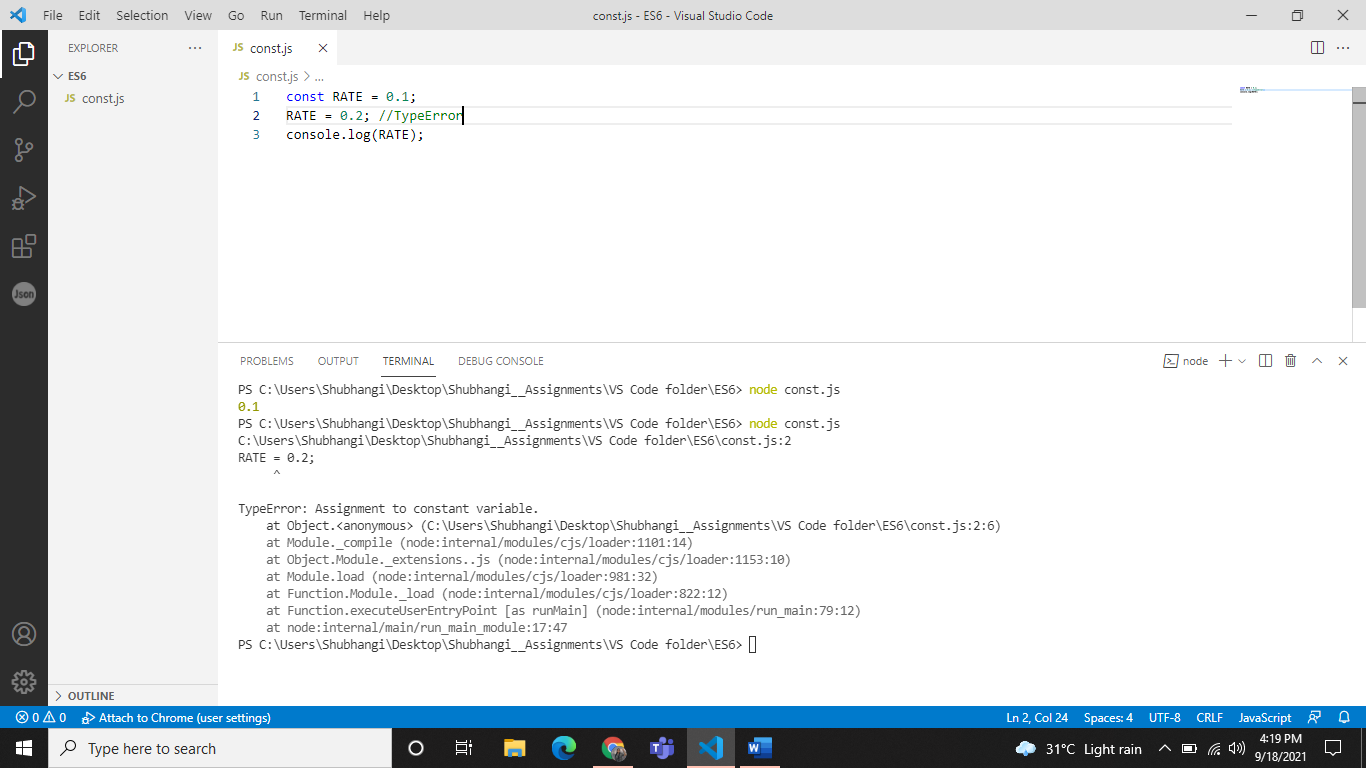 File Edit Selection View Go Run Terminal Help
const.js - ES6 - Visual Studio Code
EXPLORER
JS const.js
ES6
JS const.js
JS const.js > ...
1 const RATE = 0.1;
2 RATE = 0.2; //TypeError
3 console.log(RATE);
Json
PROBLEMS OUTPUT TERMINAL DEBUG CONSOLE
node
PS C:\Users\Shubhangi\Desktop\Shubhangi__Assignments\VS Code folder\ES6> node const.js
0.1
PS C:\Users\Shubhangi\Desktop\Shubhangi__Assignments\VS Code folder\ES6> node const.js
C:\Users\Shubhangi\Desktop\Shubhangi__Assignments\VS Code folder\ES6\const.js:2
RATE = 0.2;
^
TypeError: Assignment to constant variable.
at Object.<anonymous> (C:\Users\Shubhangi\Desktop\Shubhangi__Assignments\VS Code folder\ES6\const.js:2:6)
at Module._compile (node:internal/modules/cjs/loader:1101:14)
at Object.Module._extensions..js (node:internal/modules/cjs/loader:1153:10)
at Module.load (node:internal/modules/cjs/loader:981:32)
at Function.Module._load (node:internal/modules/cjs/loader:822:12)
at Function.executeUserEntryPoint [as runMain] (node:internal/modules/run_main:79:12)
at node:internal/main/run_main_module:17:47
PS C:\Users\Shubhangi\Desktop\Shubhangi__Assignments\VS Code folder\ES6>
OUTLINE
0 0 Attach to Chrome (user settings)
Ln 2, Col 24 Spaces: 4 UTF-8 CRLF JavaScript
Type here to search
31°C Light rain
4:19 PM
9/18/2021